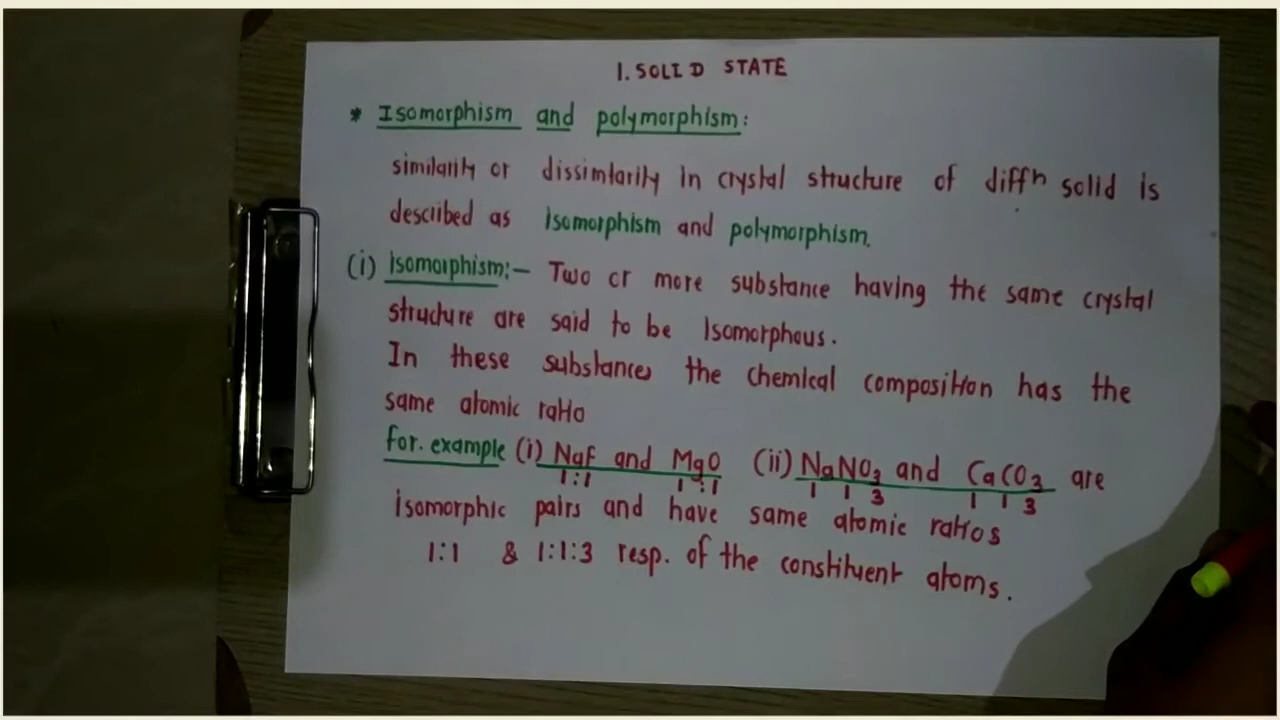 1. SOLID STATE
* Isomorphism and polymorphism:
similarity or dissimilarity in crystal structure of diffn solid is
described as isomorphism and polymorphism.
(i) Isomorphism:- Two or more substance having the same crystal
structure are said to be Isomorphous.
In these substances the chemical composition has the
same atomic ratio
for. example (i) NaF and MgO (ii) NaNO3 and CaCO3 are
1:1 1:1 1 1 3 1 1 3
isomorphic pairs and have same atomic ratios
1:1 & 1:1:3 resp. of the constituent atoms.